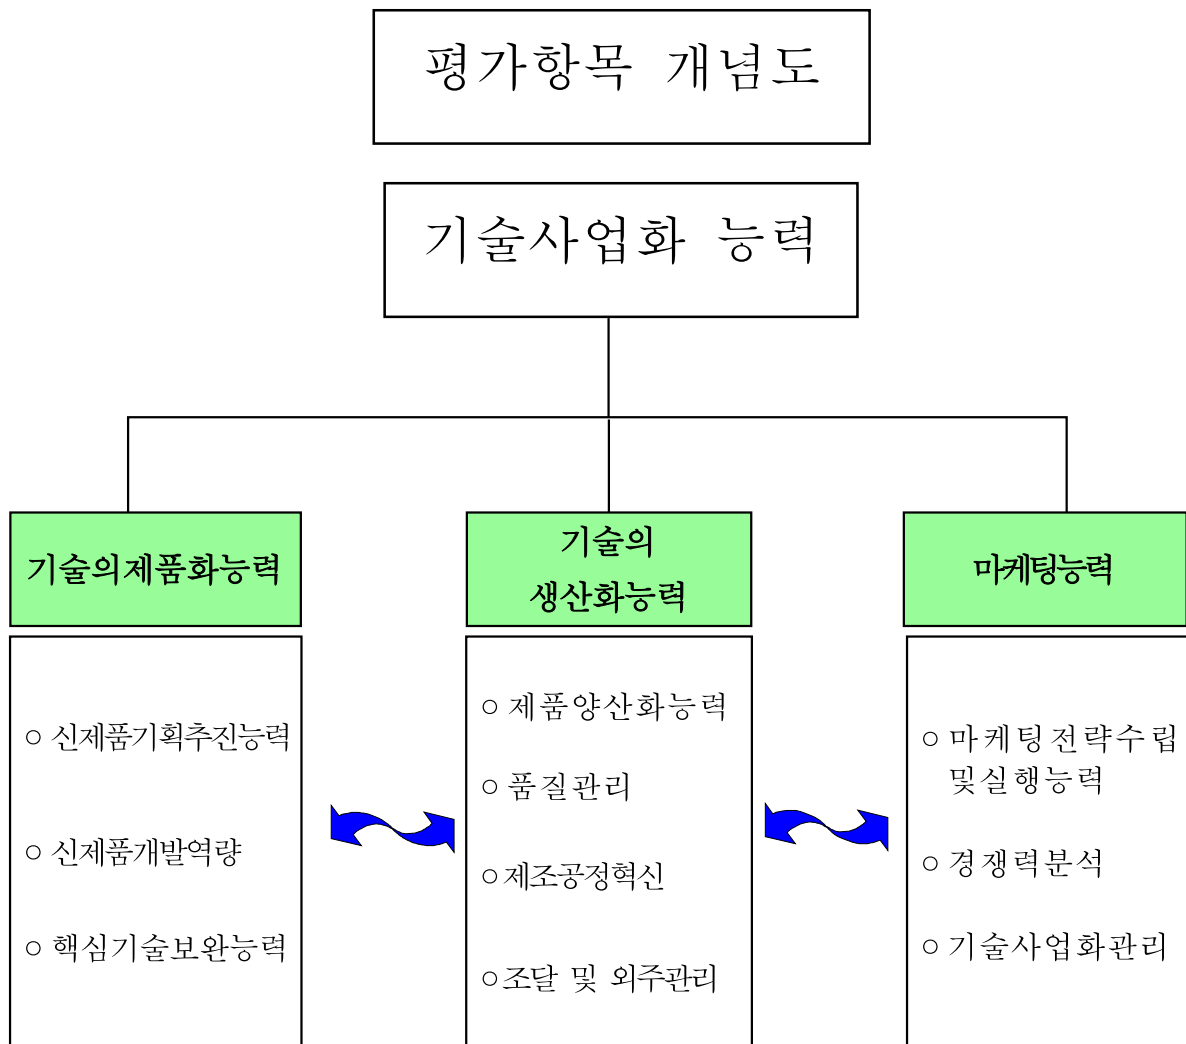 평가항목 개념도
기술사업화 능력
기술의제품화능력
○ 신제품기획추진능력
○ 신제품개발역량
○ 핵심기술보완능력
기술의
생산화능력
○ 제품양산화능력
○ 품질관리
○ 제조공정혁신
○ 조달 및 외주관리
마케팅능력
○ 마케팅전략수립
및실행능력
○ 경쟁력분석
○ 기술사업화관리